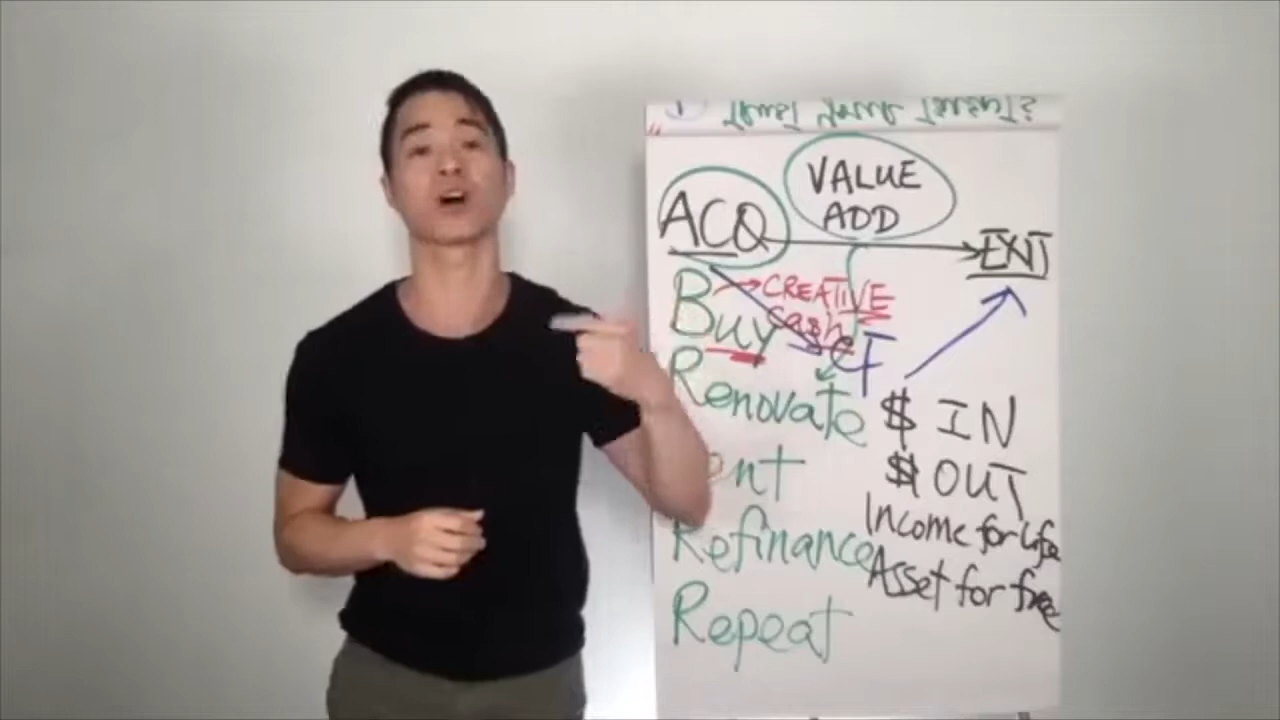 VALUE
ADD
ACQ
EXIT
Buy
CREATIVE
cash
CF
Renovate
$ IN
ent
$ OUT
Income for life
Refinance
Asset for free
Repeat